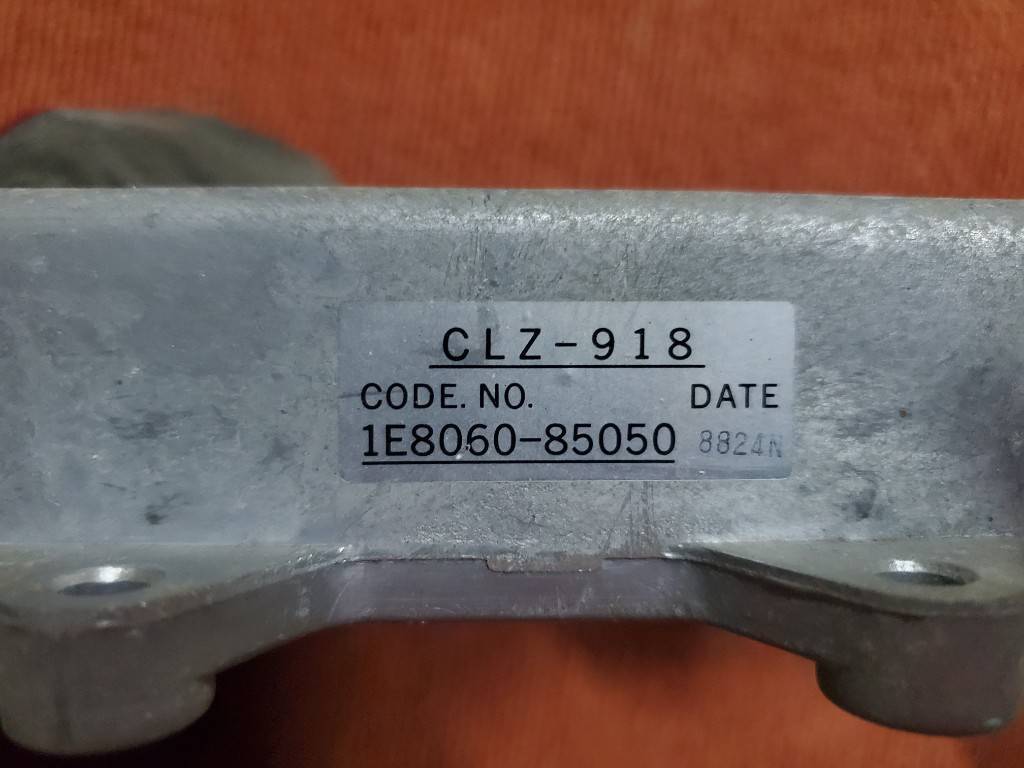 CLZ-918
CODE. NO. DATE
1E8060-85050 8824N